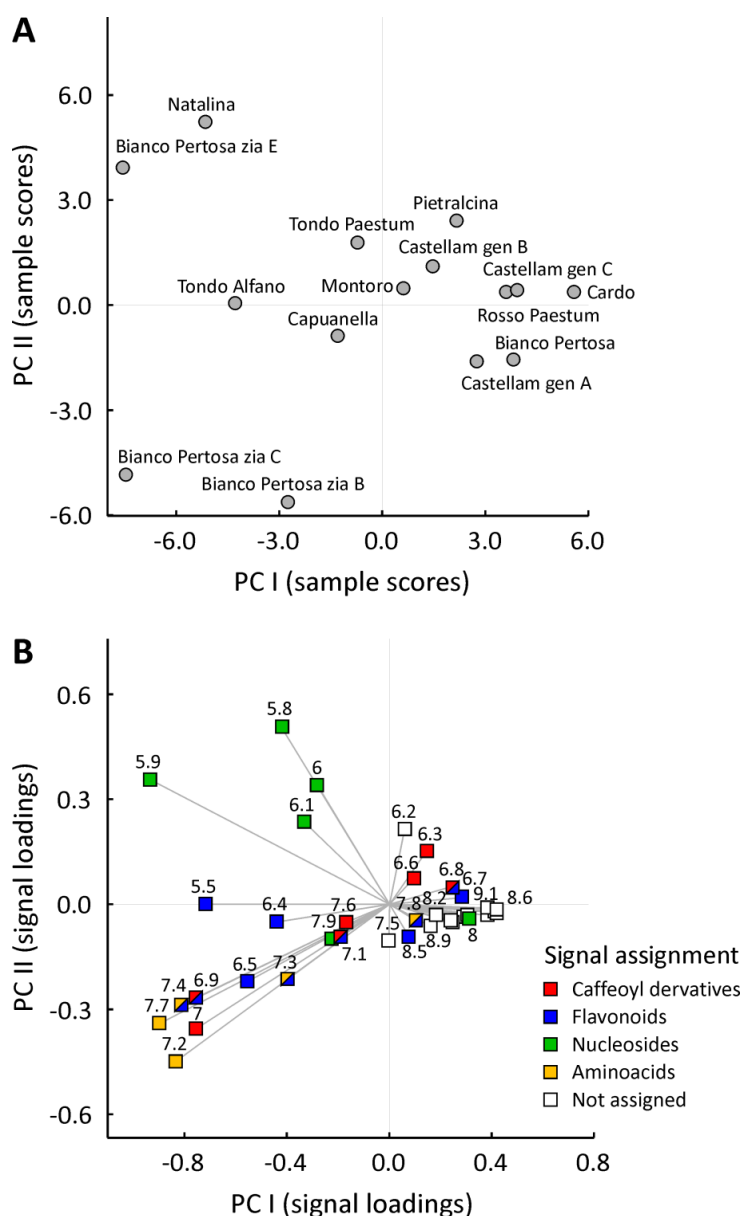 A
6.0
Natalina
Bianco Pertosa zia E
3.0
Pietralcina
Tondo Paestum
Castellam gen B
Tondo Alfano
Montoro
Castellam gen C
Cardo
0.0
Capuanella
Rosso Paestum
Bianco Pertosa
Castellam gen A
-3.0
Bianco Pertosa zia C
Bianco Pertosa zia B
-6.0
PC II (sample scores)
-6.0 -3.0 0.0 3.0 6.0
PC I (sample scores)
B
0.6
5.8
5.9
6
0.3
6.1
6.2
6.3
6.6
6.8
6.7
5.5
6.4
7.6
7.8
8.2
9.1
8.6
0.0
7.9
7.5
7.1
8.5
8.9
8
7.4
6.9
6.5
7.3
7.7
7
7.2
-0.3
-0.6
PC II (signal loadings)
Signal assignment
Caffeoyl dervatives
Flavonoids
Nucleosides
Aminoacids
Not assigned
-0.8 -0.4 0.0 0.4 0.8
PC I (signal loadings)